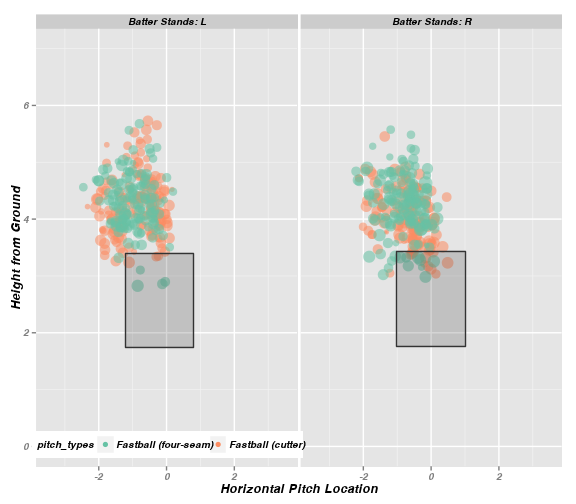 Batter Stands: L
Batter Stands: R
Height from Ground
6
4
2
0
pitch_types Fastball (four-seam) Fastball (cutter)
-2 0 2 -2 0 2
Horizontal Pitch Location